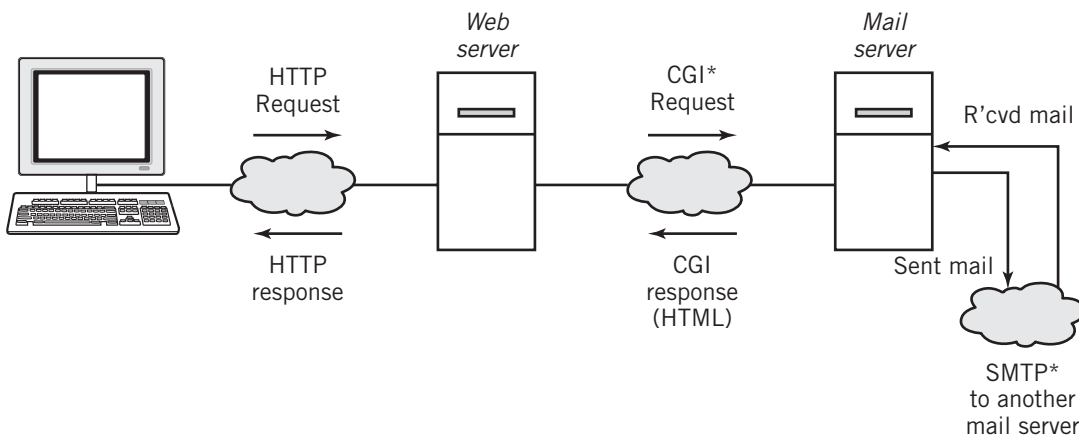 Web
server
Mail
server
HTTP
Request
CGI*
Request
R'cvd mail
HTTP
response
CGI
response
(HTML)
Sent mail
SMTP*
to another
mail server